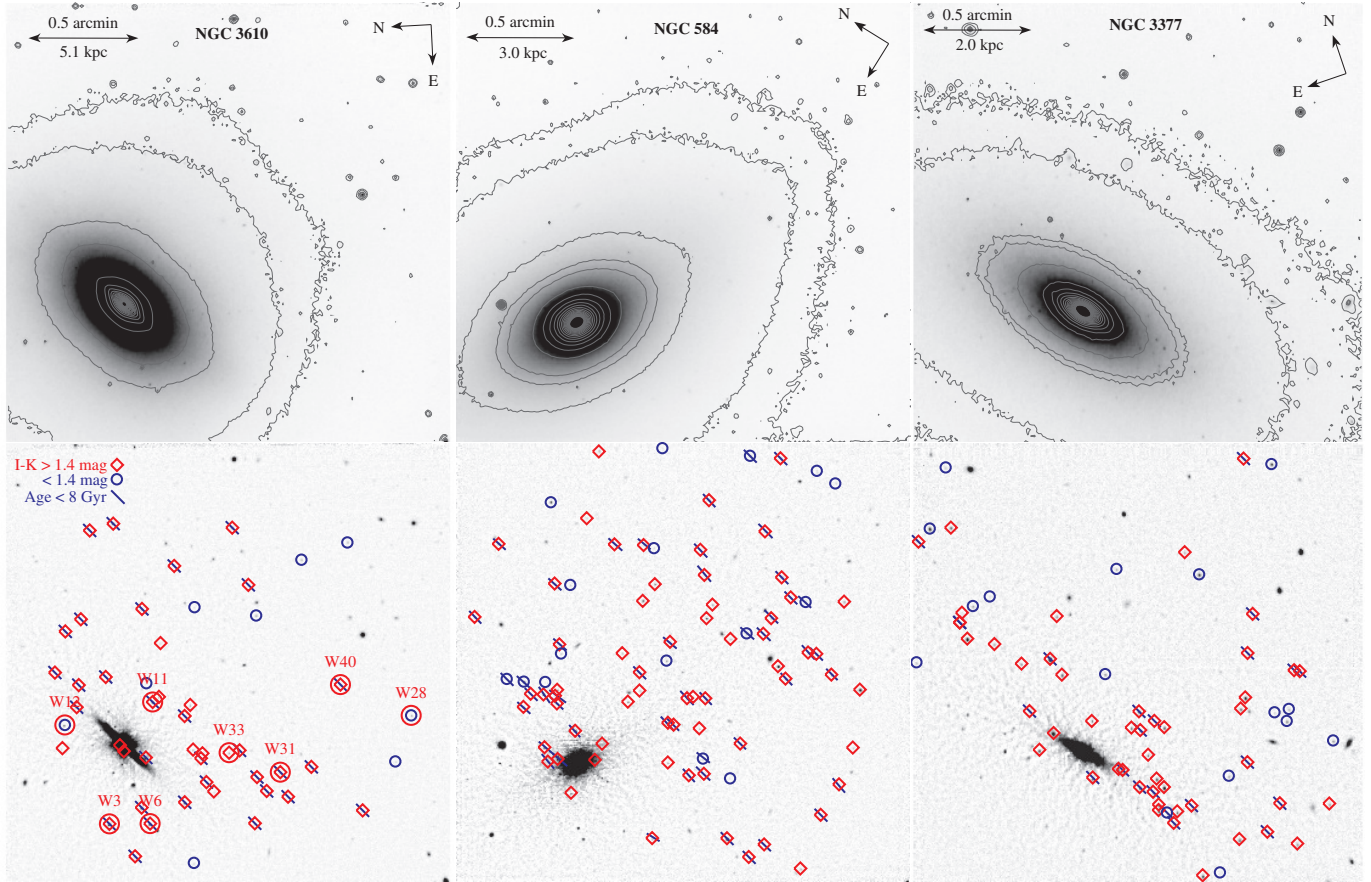 0.5 arcmin
5.1 kpc
NGC 3610
N
E
0.5 arcmin
3.0 kpc
NGC 584
N
E
0.5 arcmin
2.0 kpc
NGC 3377
N
E
I-K > 1.4 mag
< 1.4 mag
Age < 8 Gyr
W40
W11
W28
W13
W33
W31
W3
W6